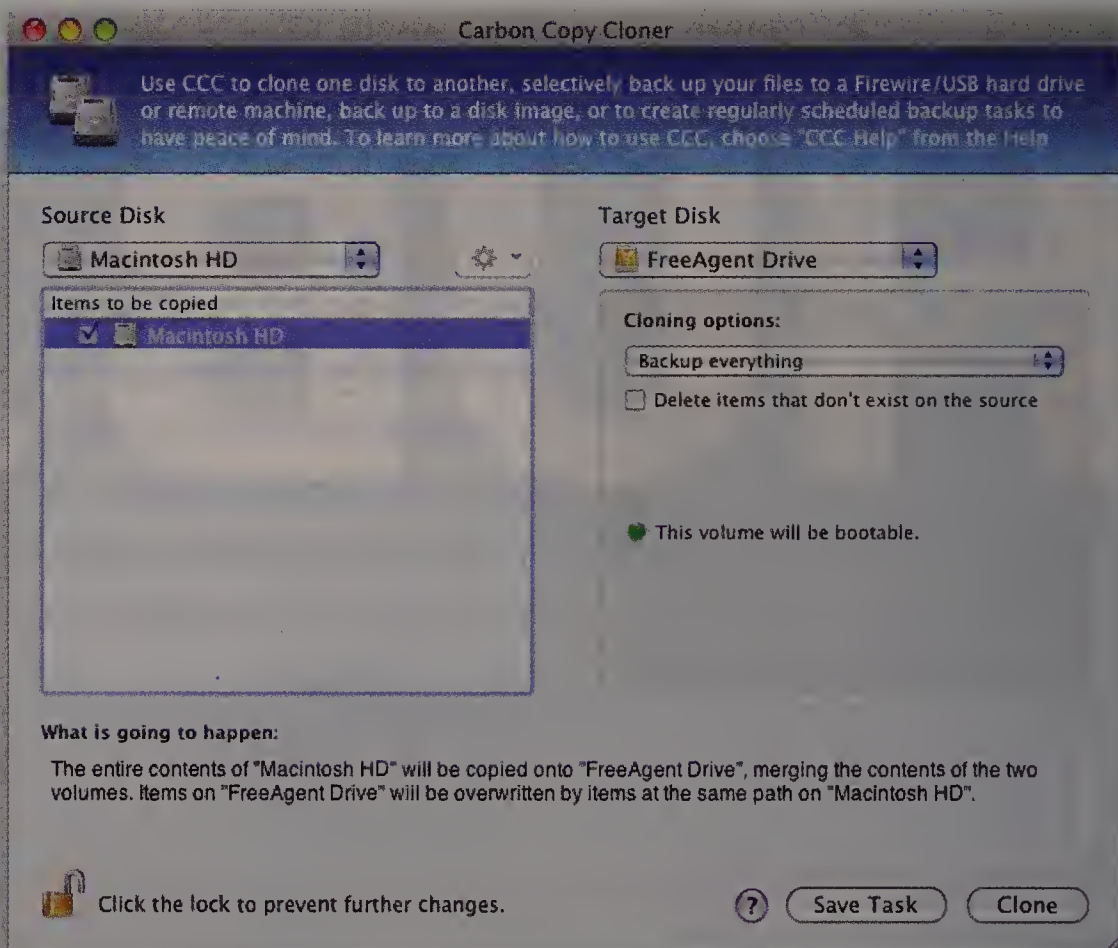 Carbon Copy Cloner
Use CCC to clone one disk to another, selectively back up your files to a Firewire/USB hard drive
or remote machine, back up to a disk image, or to create regularly scheduled backup tasks to
have peace of mind. To learn more about how to use CCC, choose "CCC Help" from the Help
Source Disk
Macintosh HD
Items to be copied
Macintosh HD
Target Disk
FreeAgent Drive
Cloning options:
Backup everything
Delete items that don't exist on the source
This volume will be bootable.
What is going to happen:
The entire contents of "Macintosh HD" will be copied onto "FreeAgent Drive", merging the contents of the two
volumes. Items on "FreeAgent Drive" will be overwritten by items at the same path on "Macintosh HD".
Click the lock to prevent further changes.
?
Save Task
Clone